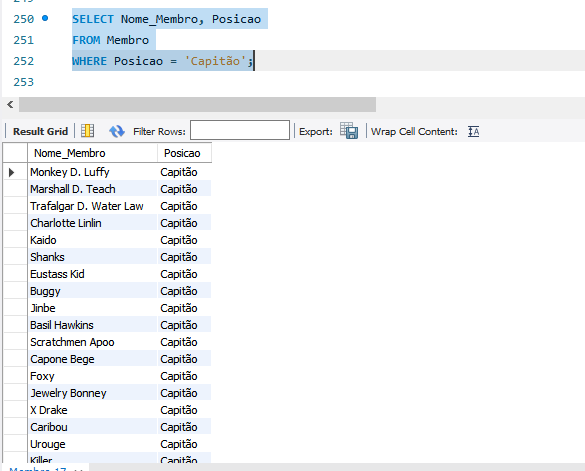 250 SELECT Nome_Membro, Posicao
251 FROM Membro
252 WHERE Posicao = 'Capitão';
253
Result Grid Filter Rows: Export: Wrap Cell Content:
Nome_Membro Posicao
Monkey D. Luffy Capitão
Marshall D. Teach Capitão
Trafalgar D. Water Law Capitão
Charlotte Linlin Capitão
Kaido Capitão
Shanks Capitão
Eustass Kid Capitão
Buggy Capitão
Jinbe Capitão
Basil Hawkins Capitão
Scratchmen Apoo Capitão
Capone Bege Capitão
Foxy Capitão
Jewelry Bonney Capitão
X Drake Capitão
Caribou Capitão
Urouge Capitão
Killer Capitão
Membro 17